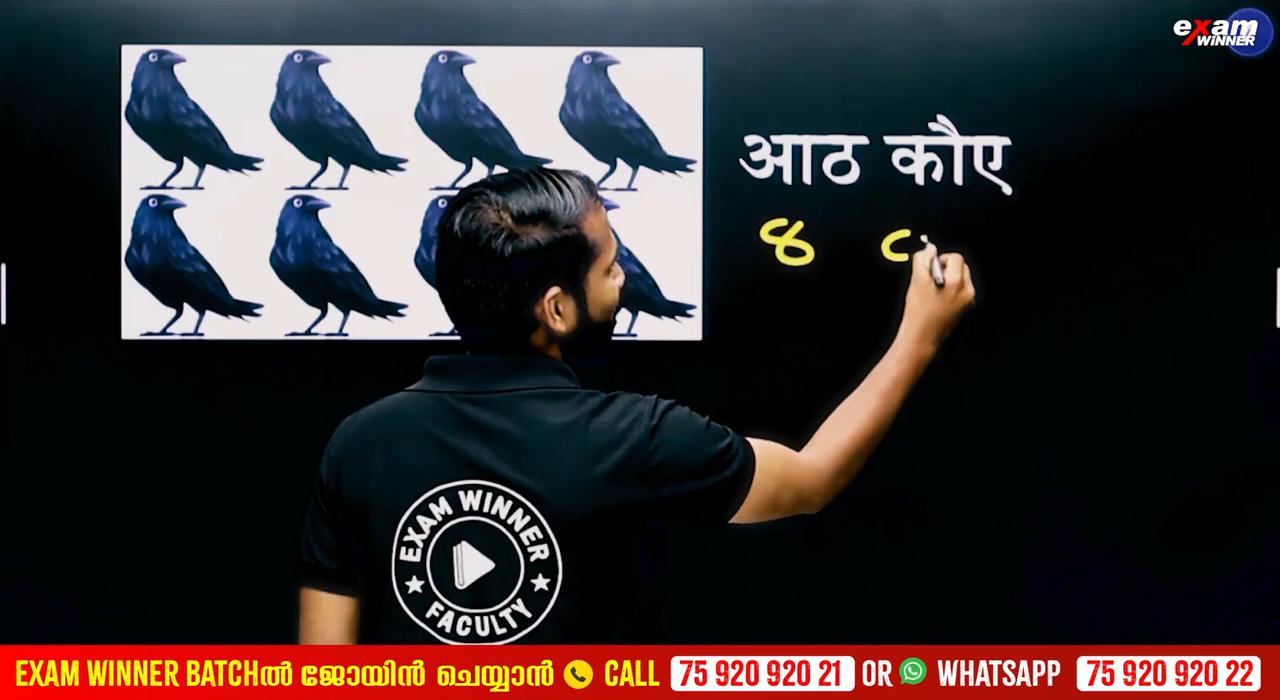 exam
WiNNER
आठ कौए
8
EXAM WINNER
FACULTY
EXAM WINNER BATCHൽ ജോയിൻ ചെയ്യാൻ CALL 75 920 920 21 OR WHATSAPP 75 920 920 22